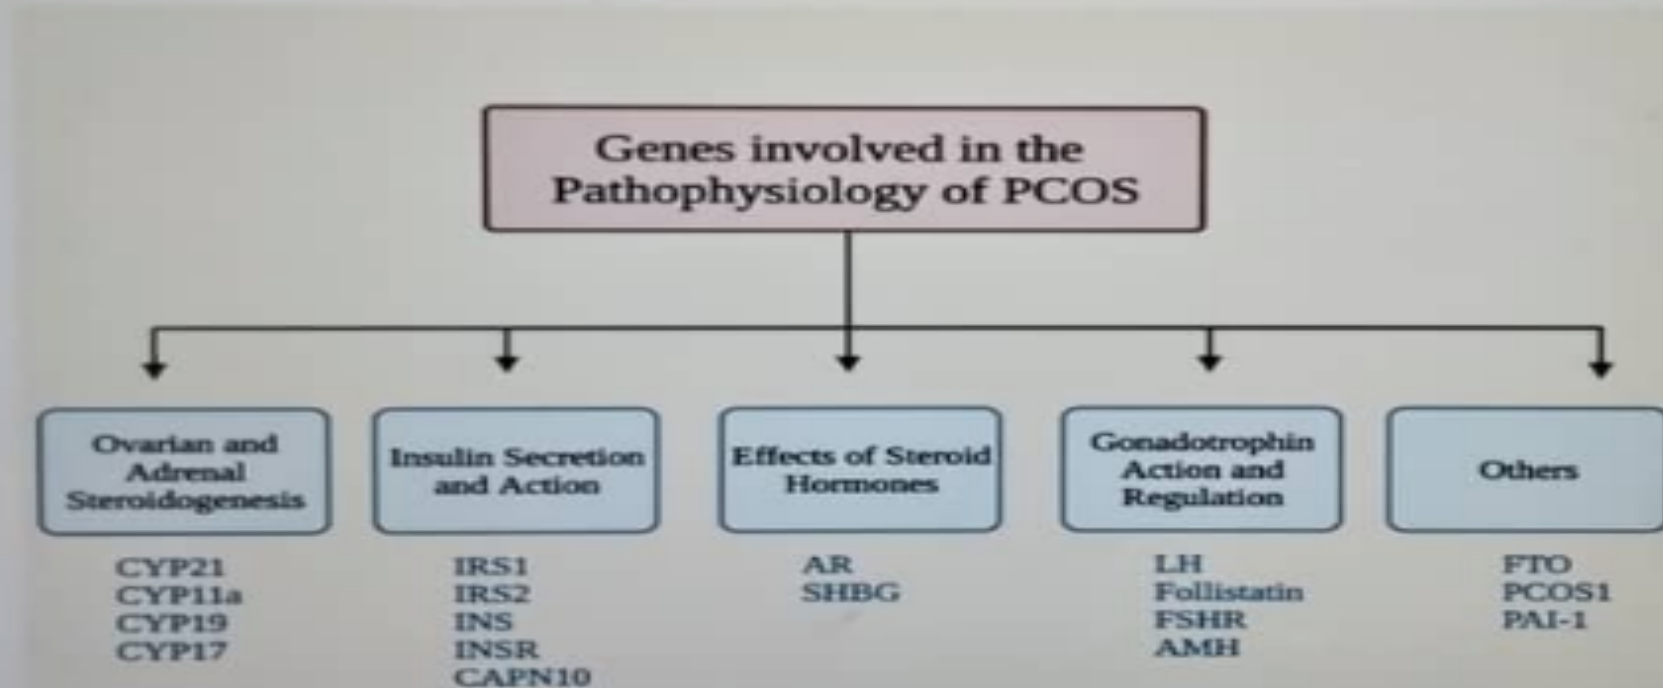 Genes involved in the
Pathophysiology of PCOS
Ovarian and
Adrenal
Steroidogenesis
CYP21
CYP11a
CYP19
CYP17
Insulin Secretion
and Action
IRS1
IRS2
INS
INSR
CAPN10
Effects of Steroid
Hormones
AR
SHBG
Gonadotrophin
Action and
Regulation
LH
Follistatin
FSHR
AMH
Others
FTO
PCOS1
PAI-1